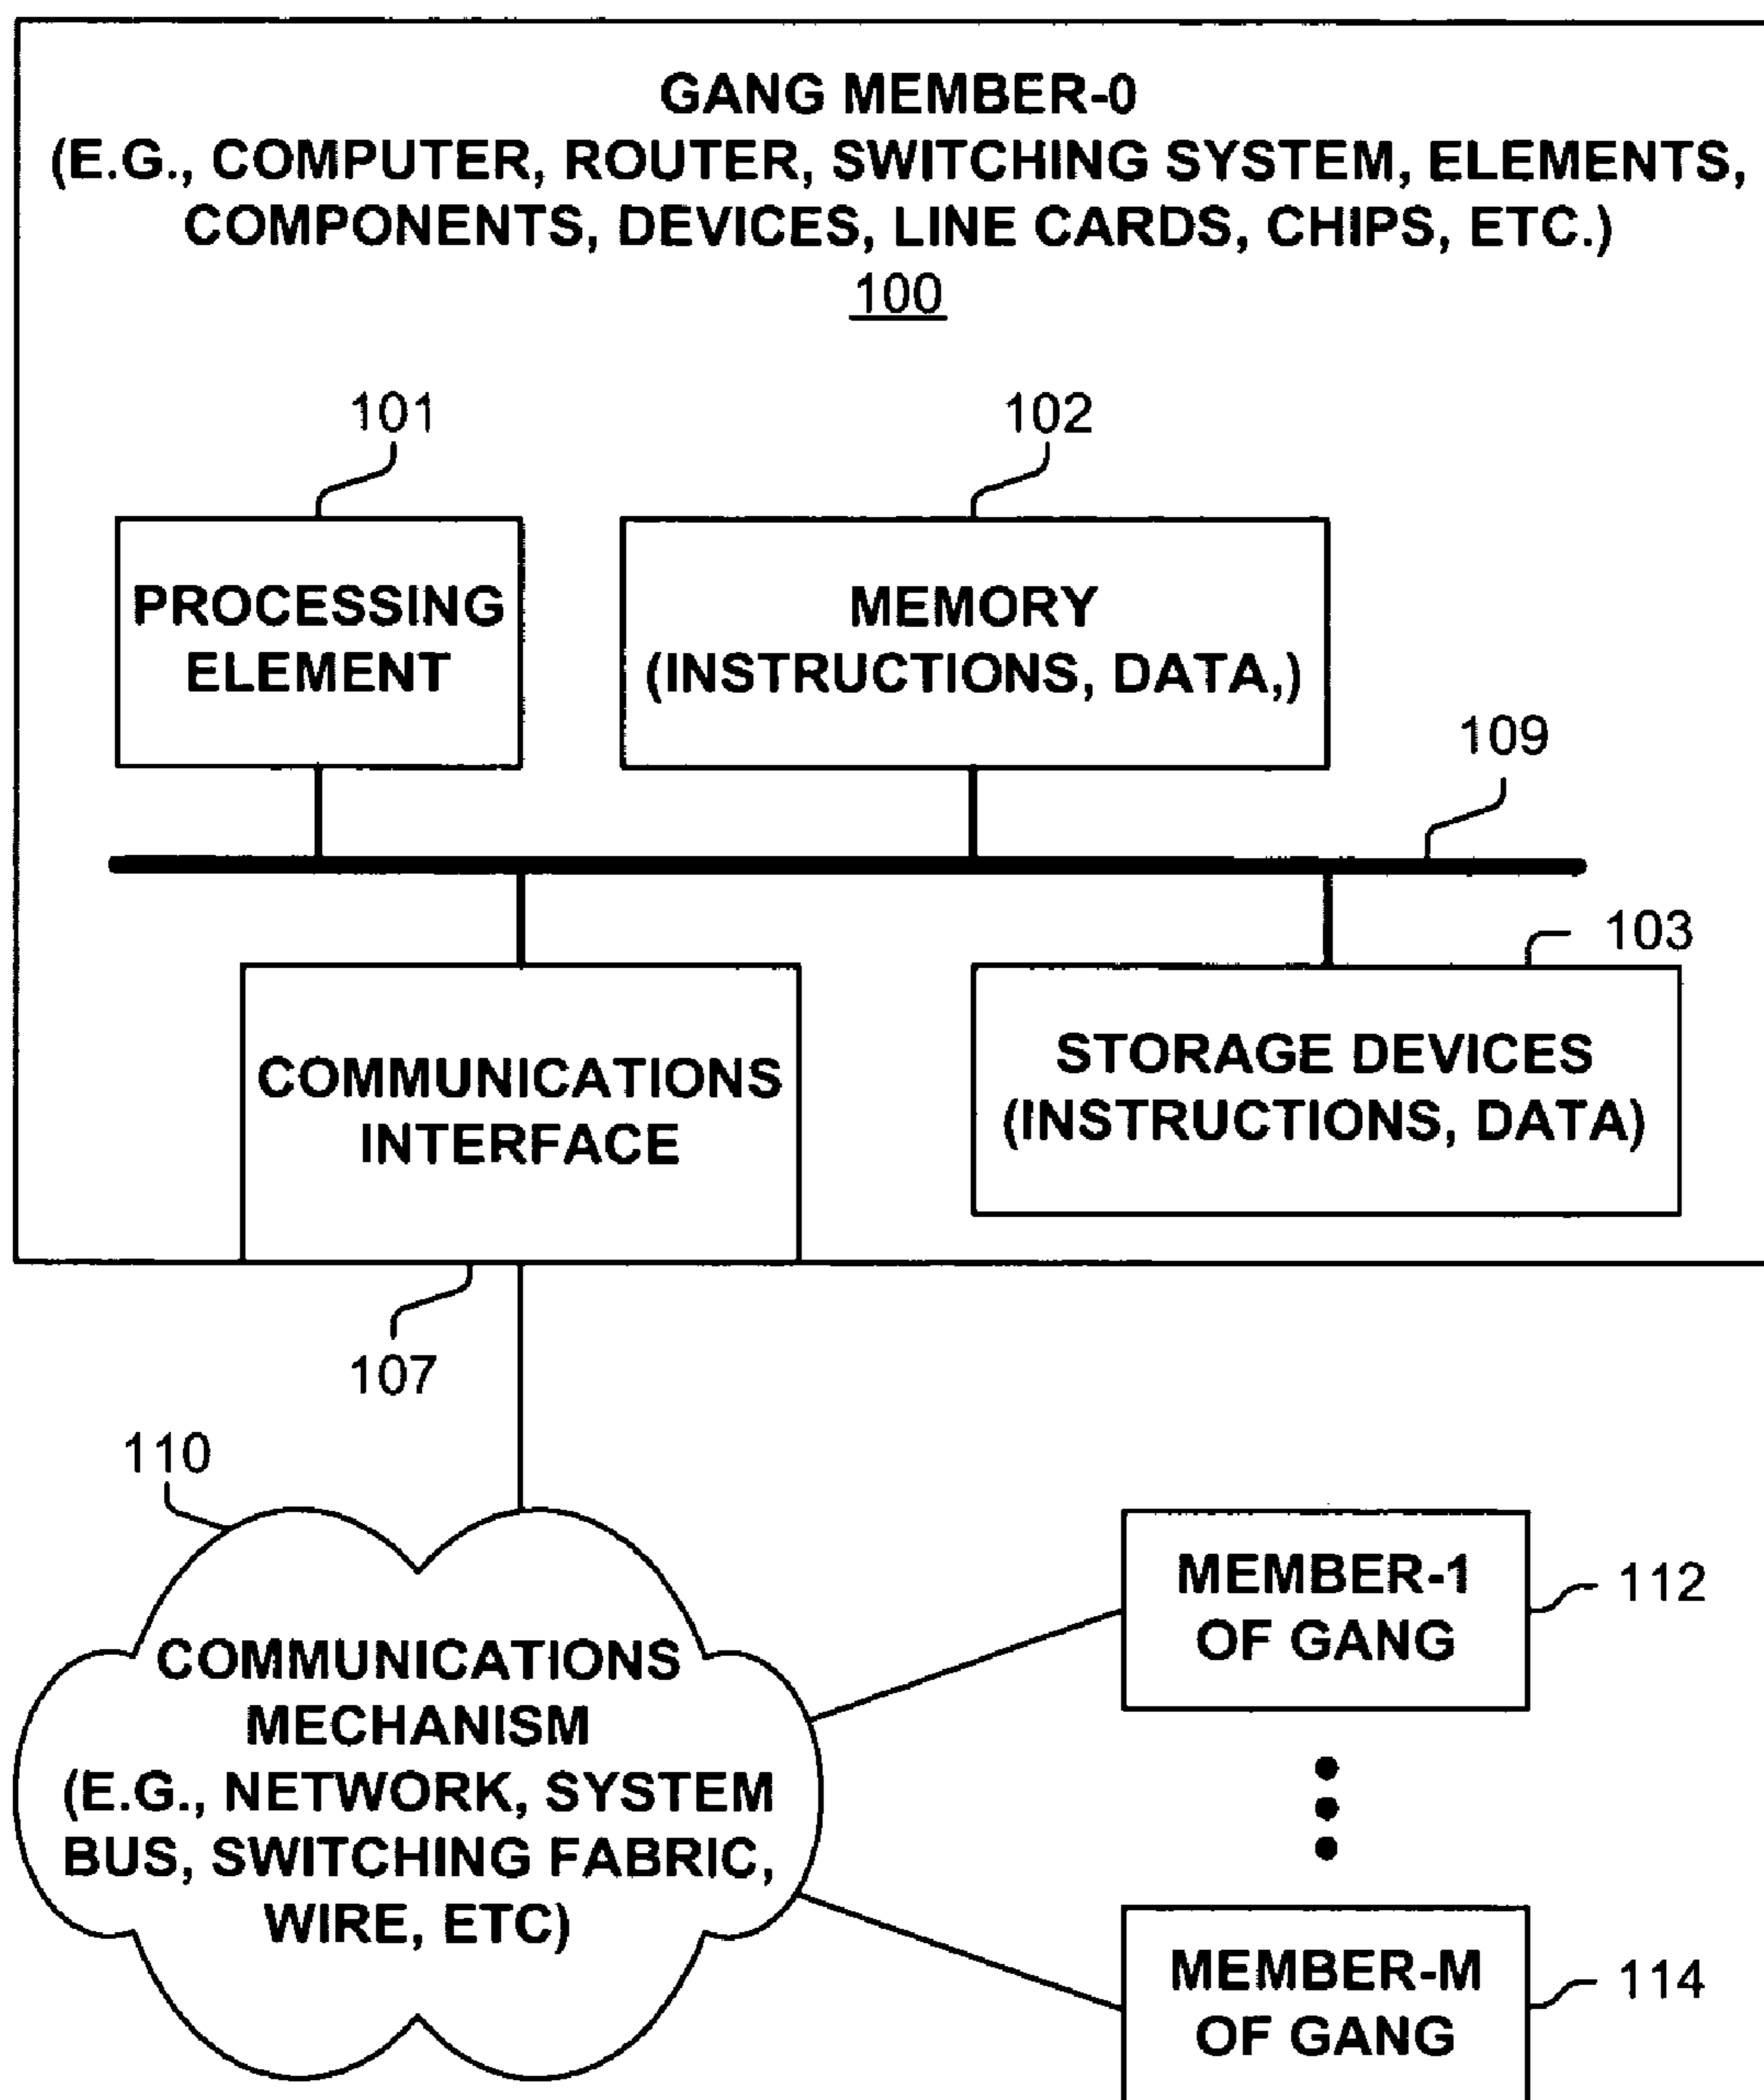 GANG MEMBER-0
(E.G., COMPUTER, ROUTER, SWITCHING SYSTEM, ELEMENTS,
COMPONENTS, DEVICES, LINE CARDS, CHIPS, ETC.)
100
101
102
PROCESSING
ELEMENT
MEMORY
(INSTRUCTIONS, DATA,)
109
103
COMMUNICATIONS
INTERFACE
STORAGE DEVICES
(INSTRUCTIONS, DATA)
107
110
COMMUNICATIONS
MECHANISM
(E.G., NETWORK, SYSTEM
BUS, SWITCHING FABRIC,
WIRE, ETC)
MEMBER-1
OF GANG
112
MEMBER-M
OF GANG
114